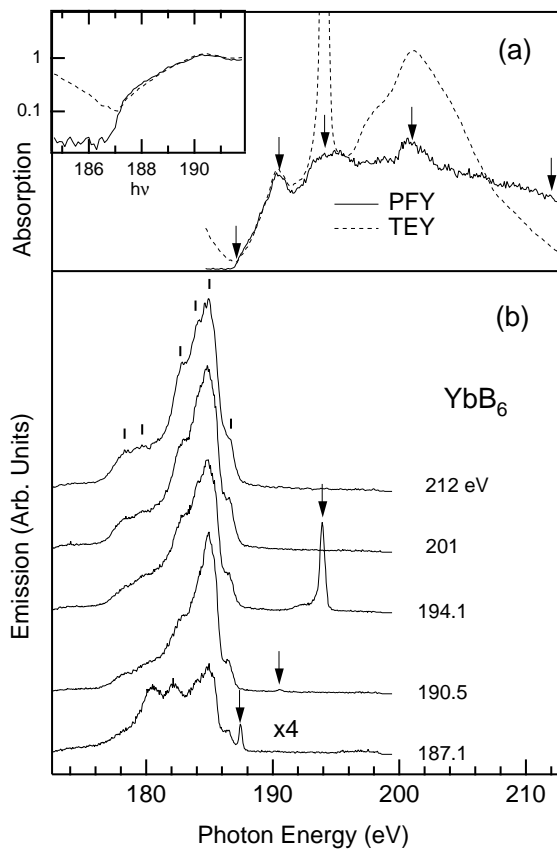 (a)
1
0.1
186 188 190
hν
Absorption
PFY
TEY
(b)
YbB6
212 eV
201
194.1
190.5
x4
187.1
Emission (Arb. Units)
180 190 200 210
Photon Energy (eV)